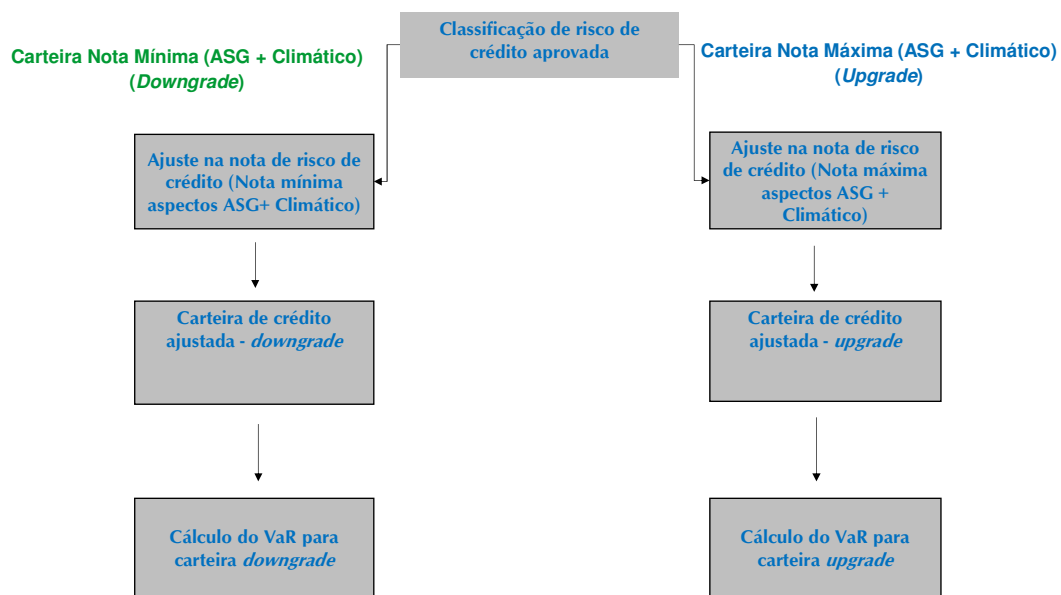 Classificação de risco de
crédito aprovada
Carteira Nota Mínima (ASG + Climático)
(Downgrade)
Carteira Nota Máxima (ASG + Climático)
(Upgrade)
Ajuste na nota de risco de
crédito (Nota mínima
aspectos ASG+ Climático)
Ajuste na nota de risco
de crédito (Nota máxima
aspectos ASG +
Climático)
Carteira de crédito
ajustada - downgrade
Carteira de crédito
ajustada - upgrade
Cálculo do VaR para
carteira downgrade
Cálculo do VaR para
carteira upgrade